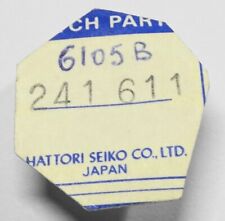 CH PART
6105B
241 611
HATTORI SEIKO CO., LTD.
JAPAN